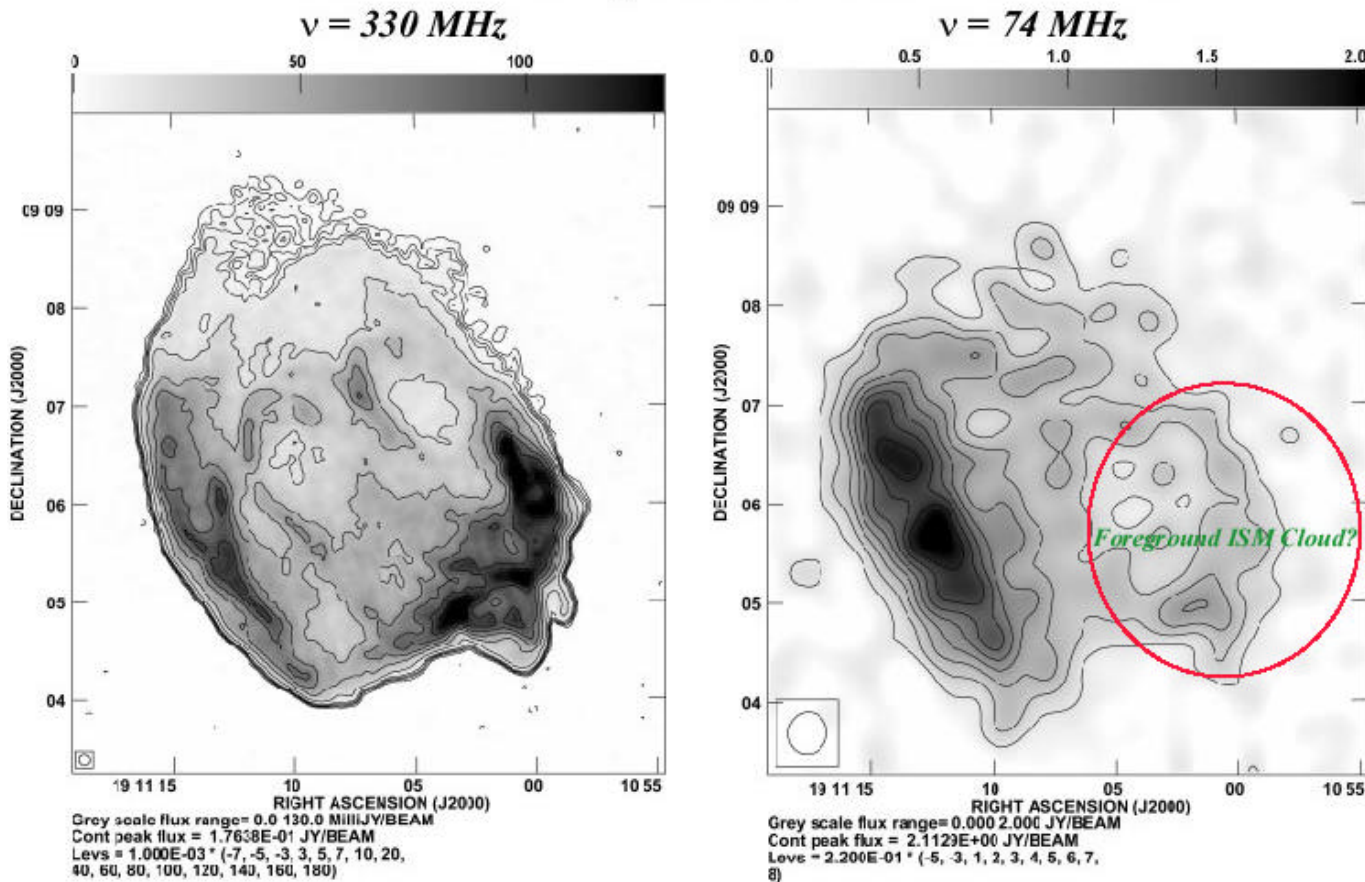 ν = 330 MHz
0 50 100
DECLINATION (J2000)
09 09
08
07
06
05
04
19 11 15 10 05 00 10 55
RIGHT ASCENSION (J2000)
Grey scale flux range= 0.0 130.0 MilliJY/BEAM
Cont peak flux = 1.7638E-01 JY/BEAM
Levs = 1.000E-03 * (-7, -5, -3, 3, 5, 7, 10, 20,
40, 60, 80, 100, 120, 140, 160, 180)
ν = 74 MHz
0.0 0.5 1.0 1.5 2.0
DECLINATION (J2000)
09 09
08
07
06
05
04
Foreground ISM Cloud?
19 11 15 10 05 00 10 55
RIGHT ASCENSION (J2000)
Grey scale flux range= 0.000 2.000 JY/BEAM
Cont peak flux = 2.1129E+00 JY/BEAM
Levs = 2.200E-01 * (-5, -3, 1, 2, 3, 4, 5, 6, 7,
8)